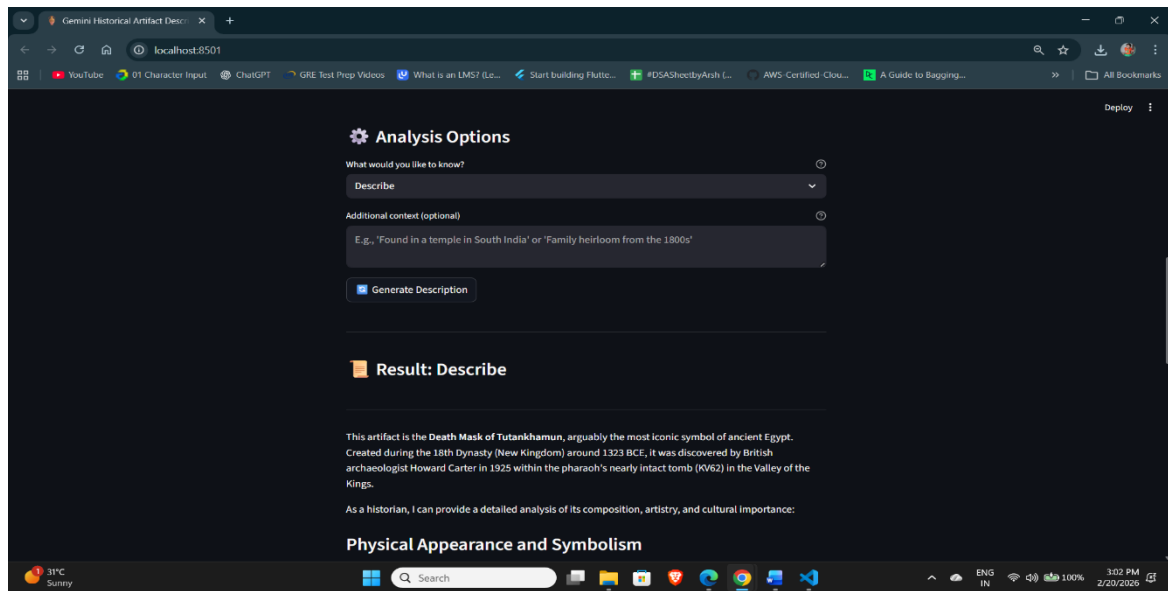 Gemini Historical Artifact Descri
localhost:8501
YouTube 01 Character Input ChatGPT GRE Test Prep Videos What is an LMS? (Le... Start building Flutte... #DSASheetbyArsh (... AWS-Certified-Clou... A Guide to Bagging... » All Bookmarks
Deploy
Analysis Options
What would you like to know?
Describe
Additional context (optional)
E.g., 'Found in a temple in South India' or 'Family heirloom from the 1800s'
Generate Description
Result: Describe
This artifact is the Death Mask of Tutankhamun, arguably the most iconic symbol of ancient Egypt.
Created during the 18th Dynasty (New Kingdom) around 1323 BCE, it was discovered by British
archaeologist Howard Carter in 1925 within the pharaoh's nearly intact tomb (KV62) in the Valley of the
Kings.
As a historian, I can provide a detailed analysis of its composition, artistry, and cultural importance:
Physical Appearance and Symbolism
1
31°C
Sunny
Search
ENG
IN
100%
3:02 PM
2/20/2026